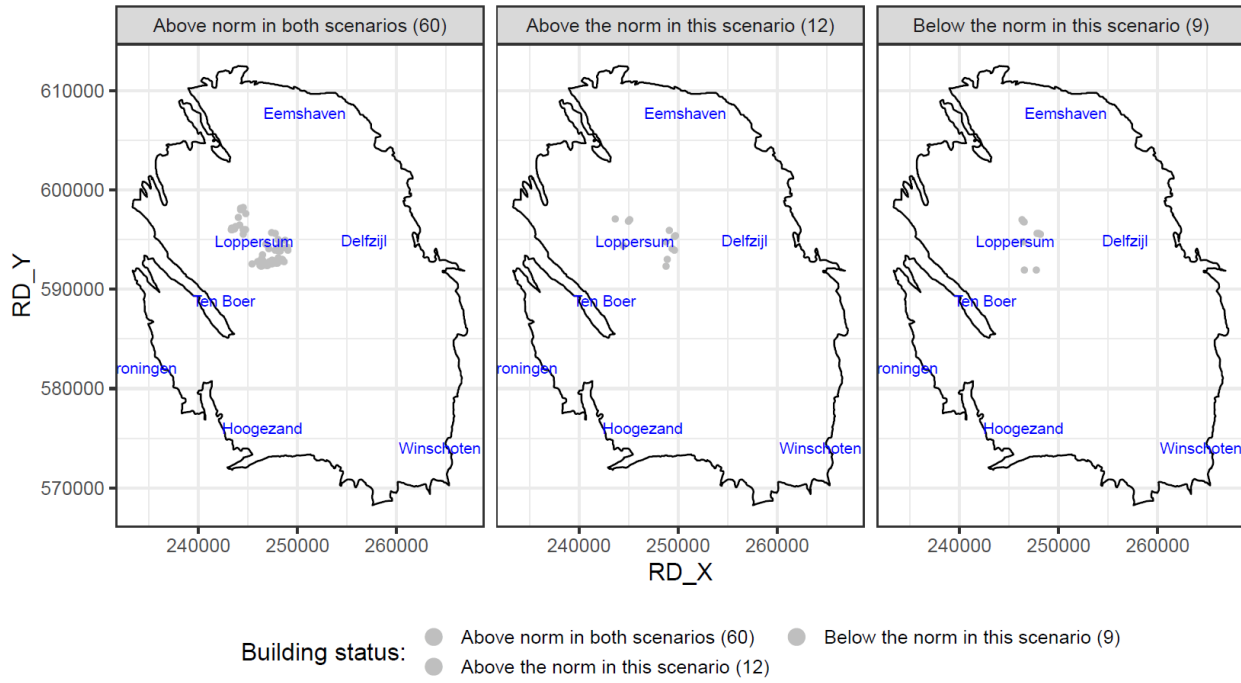 Above norm in both scenarios (60)
Above the norm in this scenario (12)
Below the norm in this scenario (9)
RD_Y
610000
600000
590000
580000
570000
Eemshaven
Loppersum
Delfzijl
Ten Boer
roningen
Hoogezand
Winschoten
Eemshaven
Loppersum
Delfzijl
Ten Boer
roningen
Hoogezand
Winschoten
Eemshaven
Loppersum
Delfzijl
Ten Boer
roningen
Hoogezand
Winschoten
240000 250000 260000
240000 250000 260000
240000 250000 260000
RD_X
Building status:
Above norm in both scenarios (60)
Above the norm in this scenario (12)
Below the norm in this scenario (9)